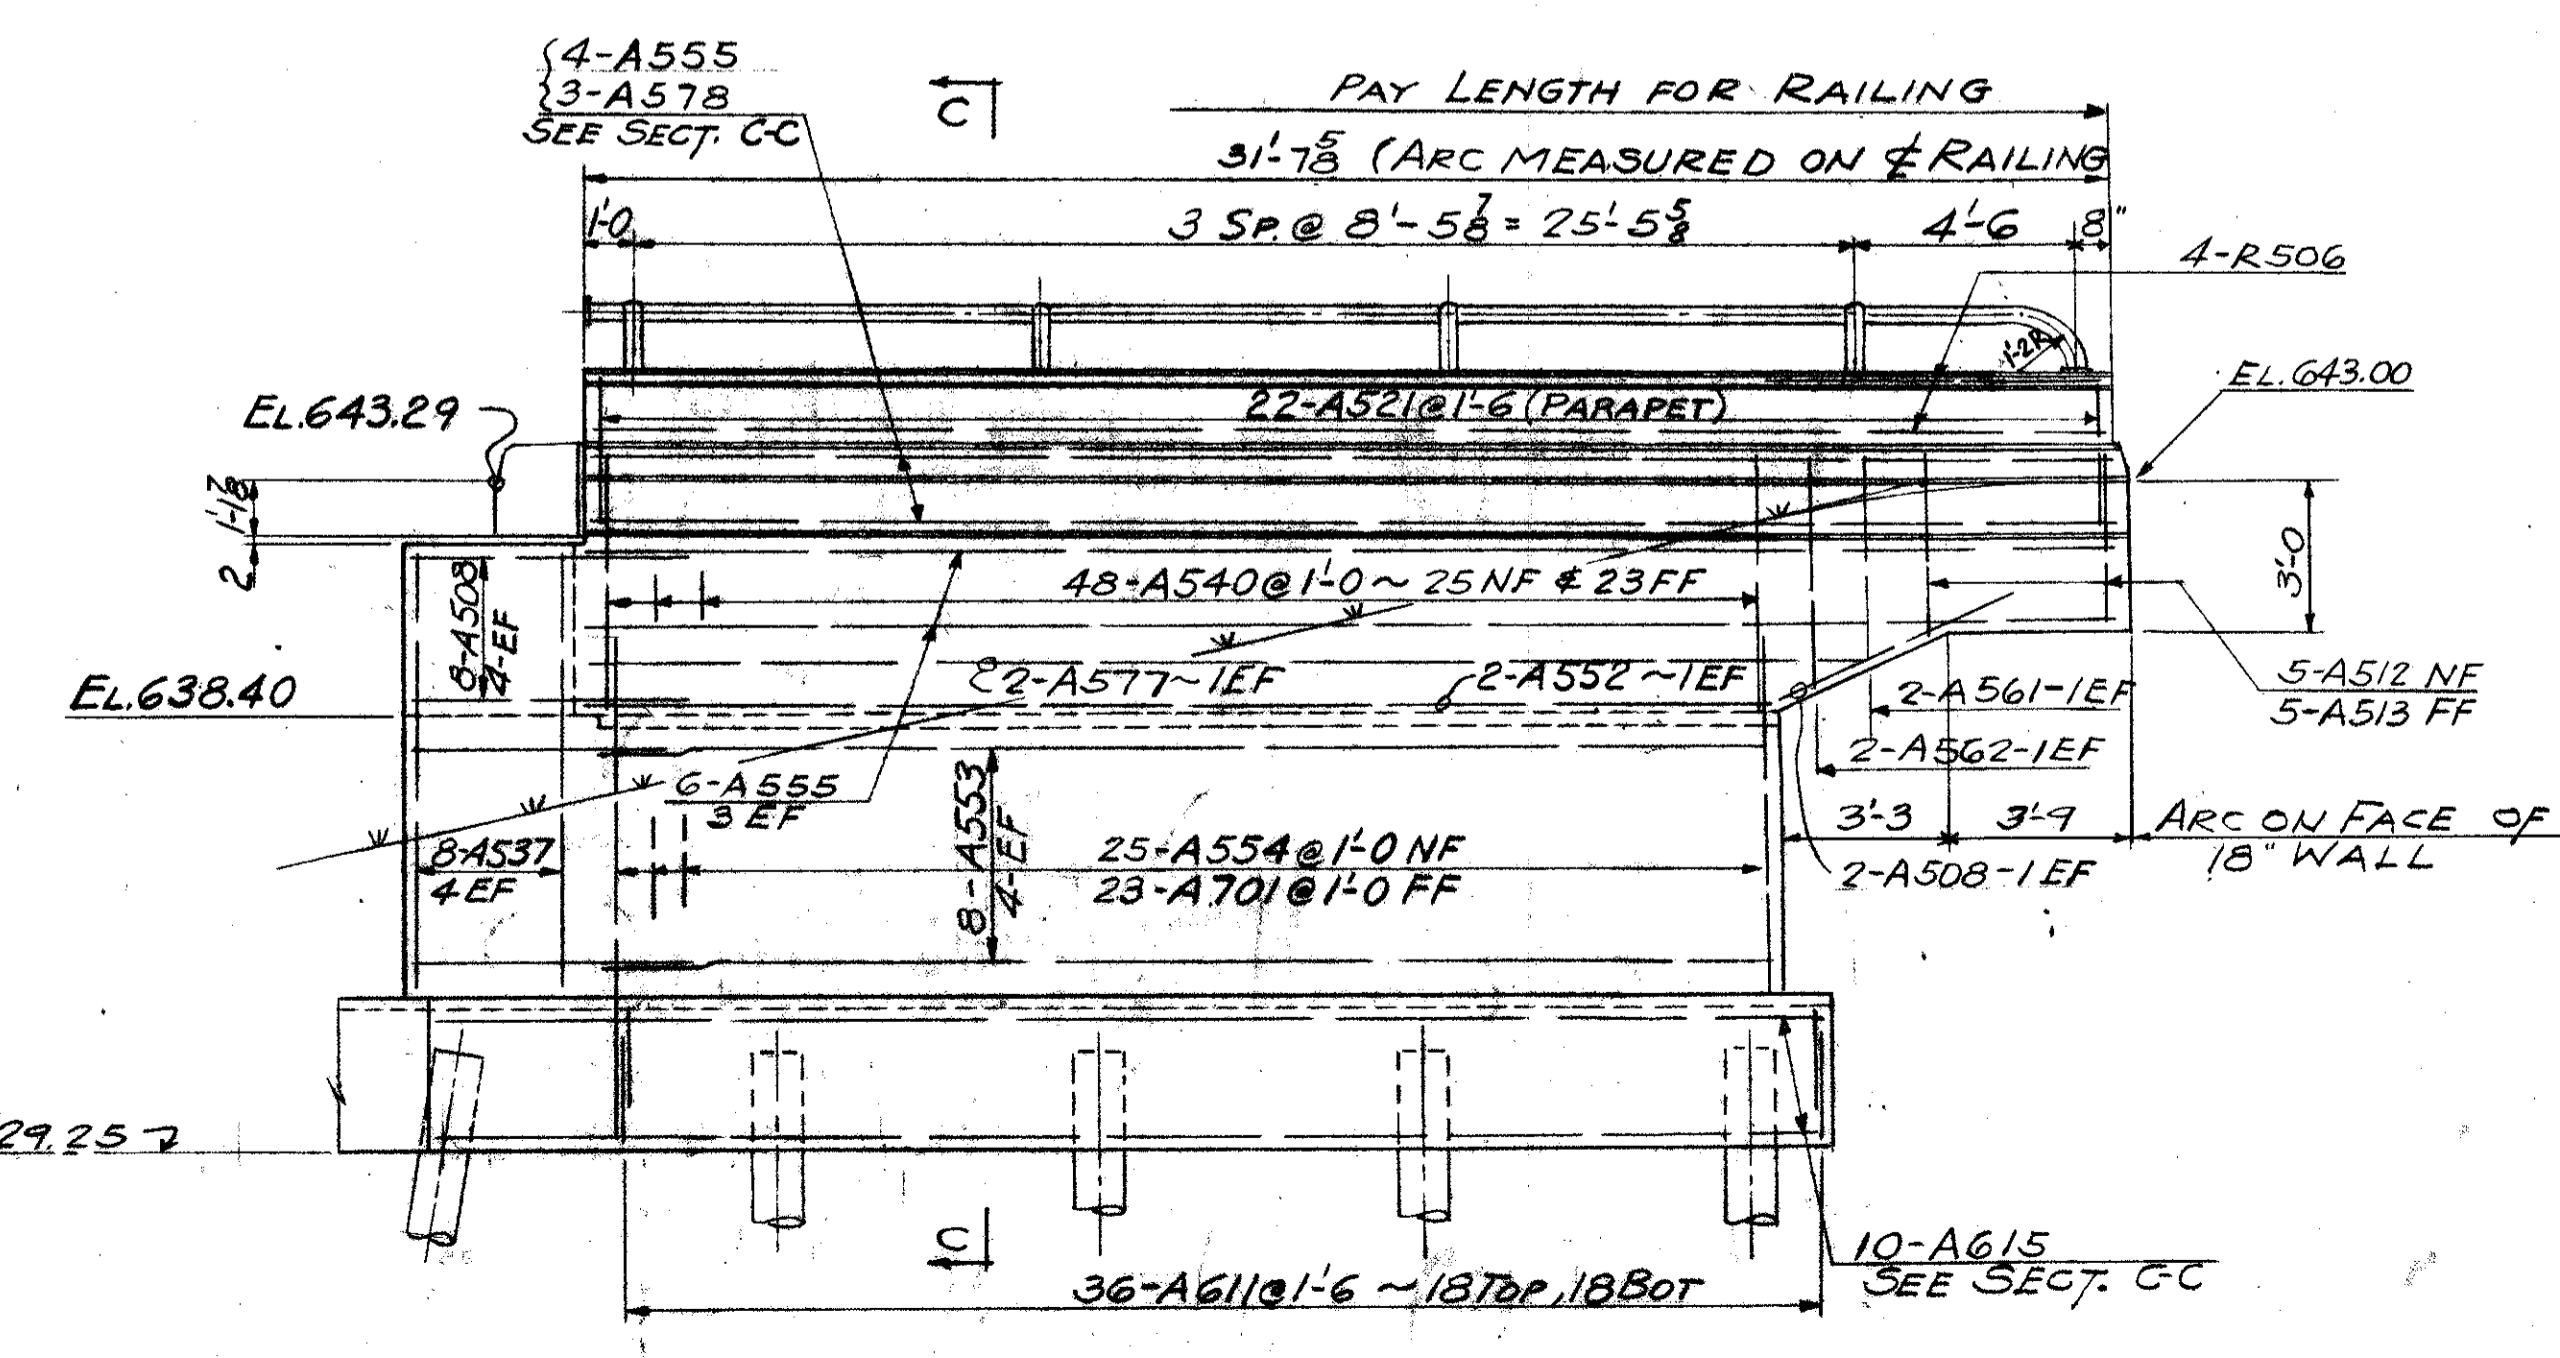 4-A555
3-A578
SEE SECT. C-C
C
PAY LENGTH FOR RAILING
31'-7 5/8 (ARC MEASURED ON ℄ RAILING
1'-0
3 SP. @ 8'-5 7/8 = 25'-5 5/8
4'-6
8"
4-R506
1'-2R
EL. 643.00
EL. 643.29
22-A521@1'-6 (PARAPET)
1'-1 7/8
2
48-A540@1'-0 ~ 25 NF & 23 FF
3'-0
8-A508
4-EF
EL. 638.40
2-A577~1EF
2-A552~1EF
2-A561-1EF
5-A512 NF
5-A513 FF
2-A562-1EF
6-A555
3 EF
8-A553
4-EF
3'-3
3'-9
ARC ON FACE OF
18" WALL
8-A537
4 EF
25-A554@1'-0 NF
23-A701@1'-0 FF
2-A508-1EF
29.25
C
10-A615
SEE SECT. C-C
36-A611@1'-6 ~ 18 TOP, 18 BOT